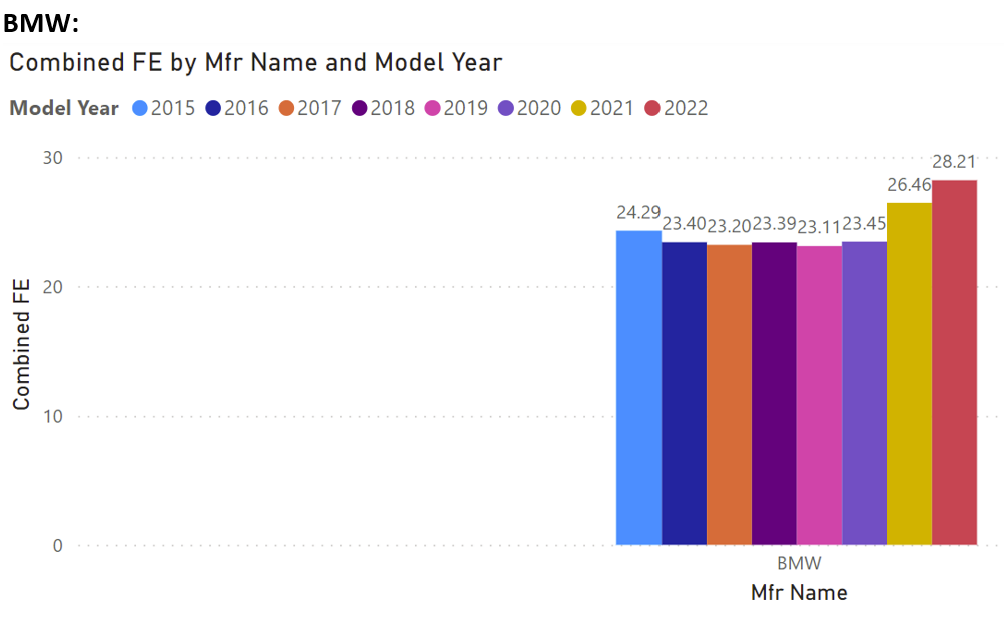 BMW:
Combined FE by Mfr Name and Model Year
Model Year 2015 2016 2017 2018 2019 2020 2021 2022
30
28.21
26.46
24.29
23.40 23.20 23.39 23.11 23.45
20
Combined FE
10
0
BMW
Mfr Name